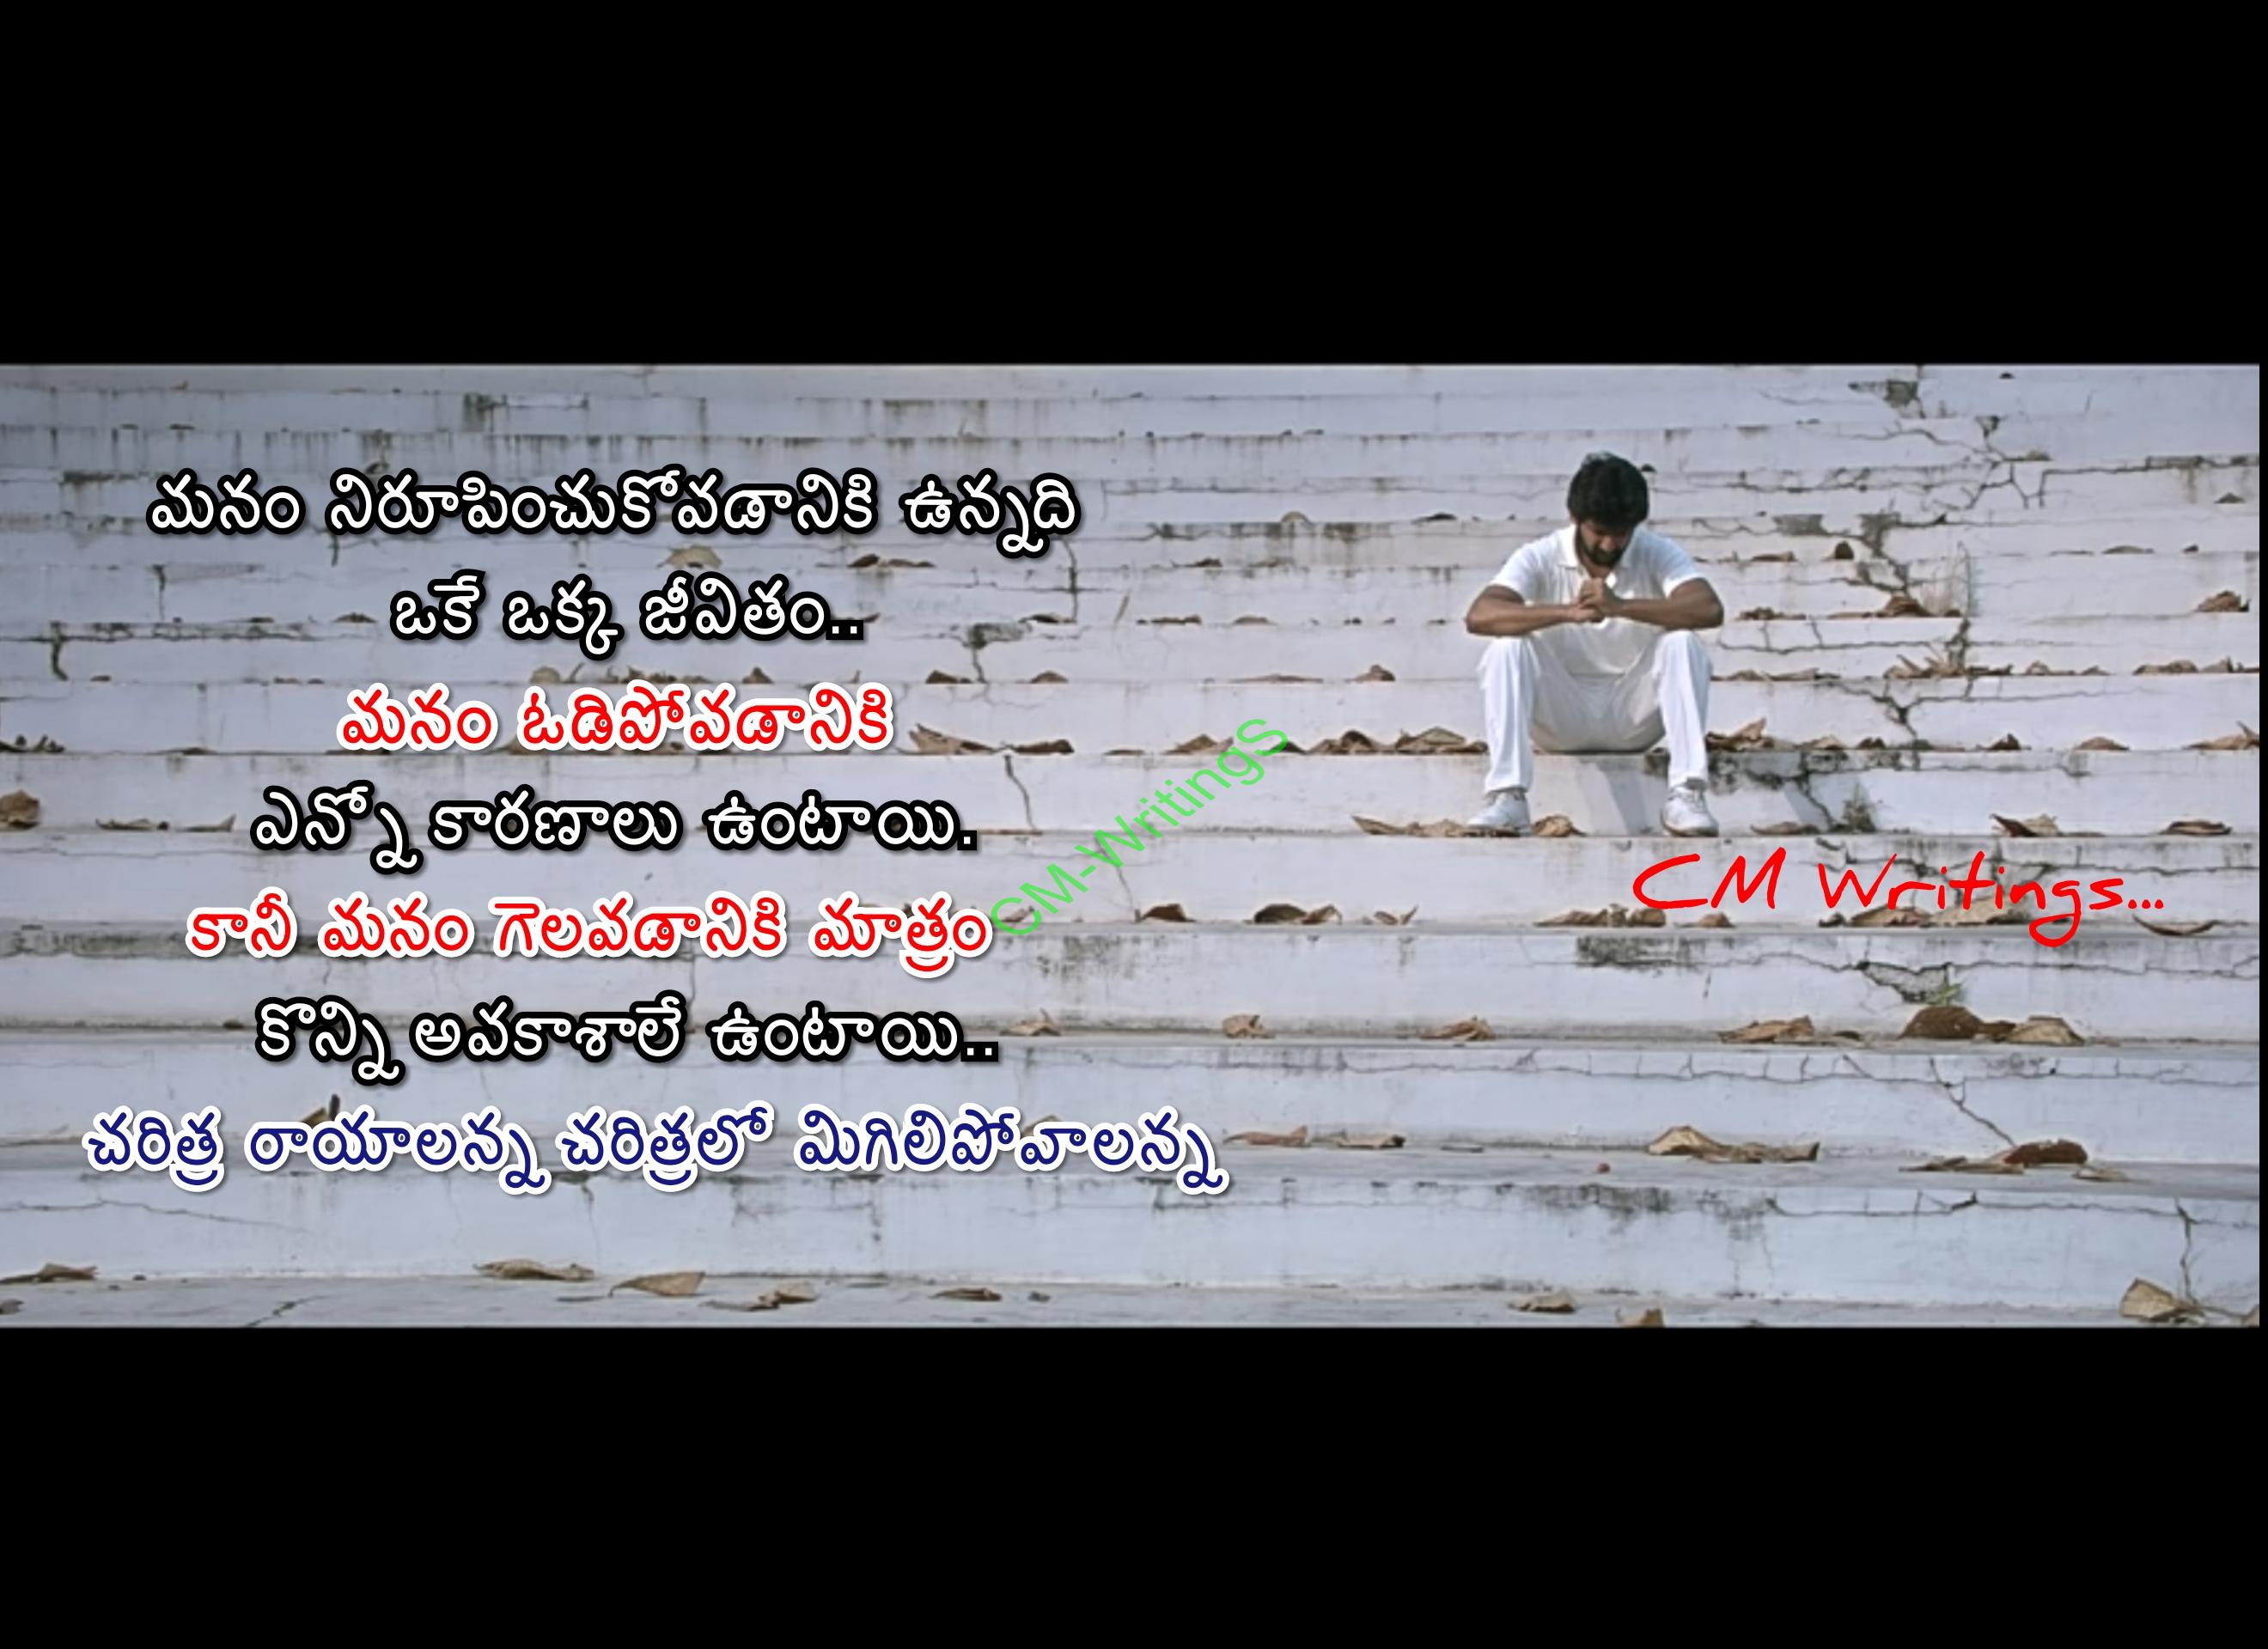 మనం నిరూపించుకోవడానికి ఉన్నది
ఒకే ఒక్క జీవితం..
మనం ఓడిపోవడానికి
ఎన్నో కారణాలు ఉంటాయి.
కానీ మనం గెలవడానికి మాత్రం
కొన్ని అవకాశాలే ఉంటాయి..
చరిత్ర రాయాలన్న చరిత్రలో మిగిలిపోవాలన్న
CM-WritingS
CM Writings...